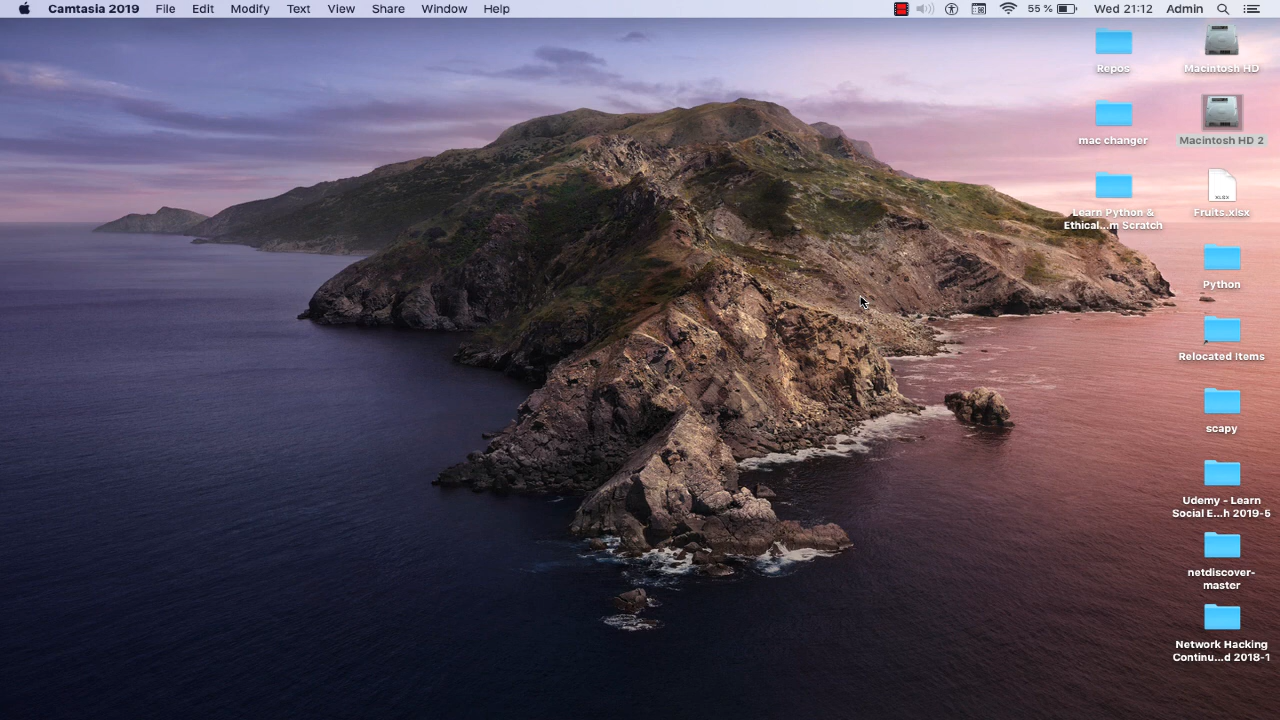 Camtasia 2019 File Edit Modify Text View Share Window Help 55 % Wed 21:12 Admin
Repos
Macintosh HD
mac changer
Macintosh HD 2
Learn Python &
Ethical...m Scratch
XLSX
Fruits.xlsx
Python
Relocated Items
scapy
Udemy - Learn
Social E...h 2019-5
netdiscover-
master
Network Hacking
Continu...d 2018-1